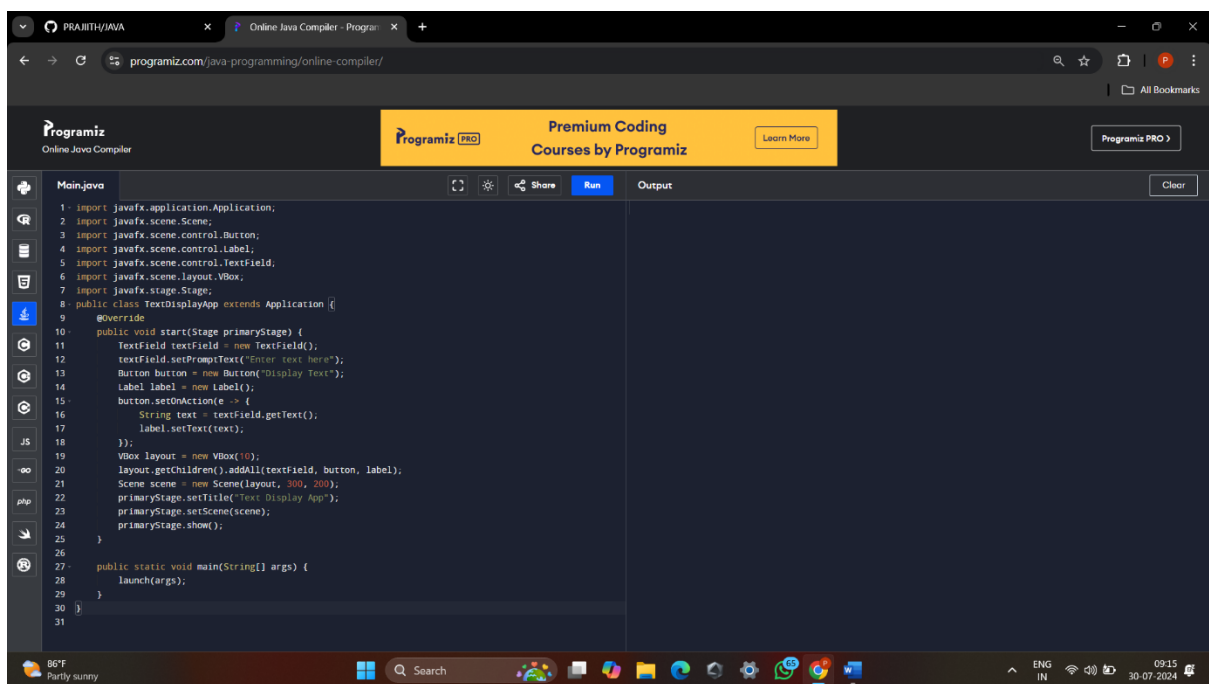 PRAJIITH/JAVA
Online Java Compiler - Program
programiz.com/java-programming/online-compiler/
P
All Bookmarks
Programiz
Online Java Compiler
Programiz PRO
Premium Coding
Courses by Programiz
Learn More
Programiz PRO >
Main.java
Share
Run
Output
Clear
1 import javafx.application.Application;
2 import javafx.scene.Scene;
3 import javafx.scene.control.Button;
4 import javafx.scene.control.Label;
5 import javafx.scene.control.TextField;
6 import javafx.scene.layout.VBox;
7 import javafx.stage.Stage;
8 public class TextDisplayApp extends Application {
9 @Override
10 public void start(Stage primaryStage) {
11 TextField textField = new TextField();
12 textField.setPromptText("Enter text here");
13 Button button = new Button("Display Text");
14 Label label = new Label();
15 button.setOnAction(e -> {
16 String text = textField.getText();
17 label.setText(text);
18 });
19 VBox layout = new VBox(10);
20 layout.getChildren().addAll(textField, button, label);
21 Scene scene = new Scene(layout, 300, 200);
22 primaryStage.setTitle("Text Display App");
23 primaryStage.setScene(scene);
24 primaryStage.show();
25 }
26
27 public static void main(String[] args) {
28 launch(args);
29 }
30 }
31
JS
GO
php
86°F
Partly sunny
Search
65
ENG
IN
09:15
30-07-2024